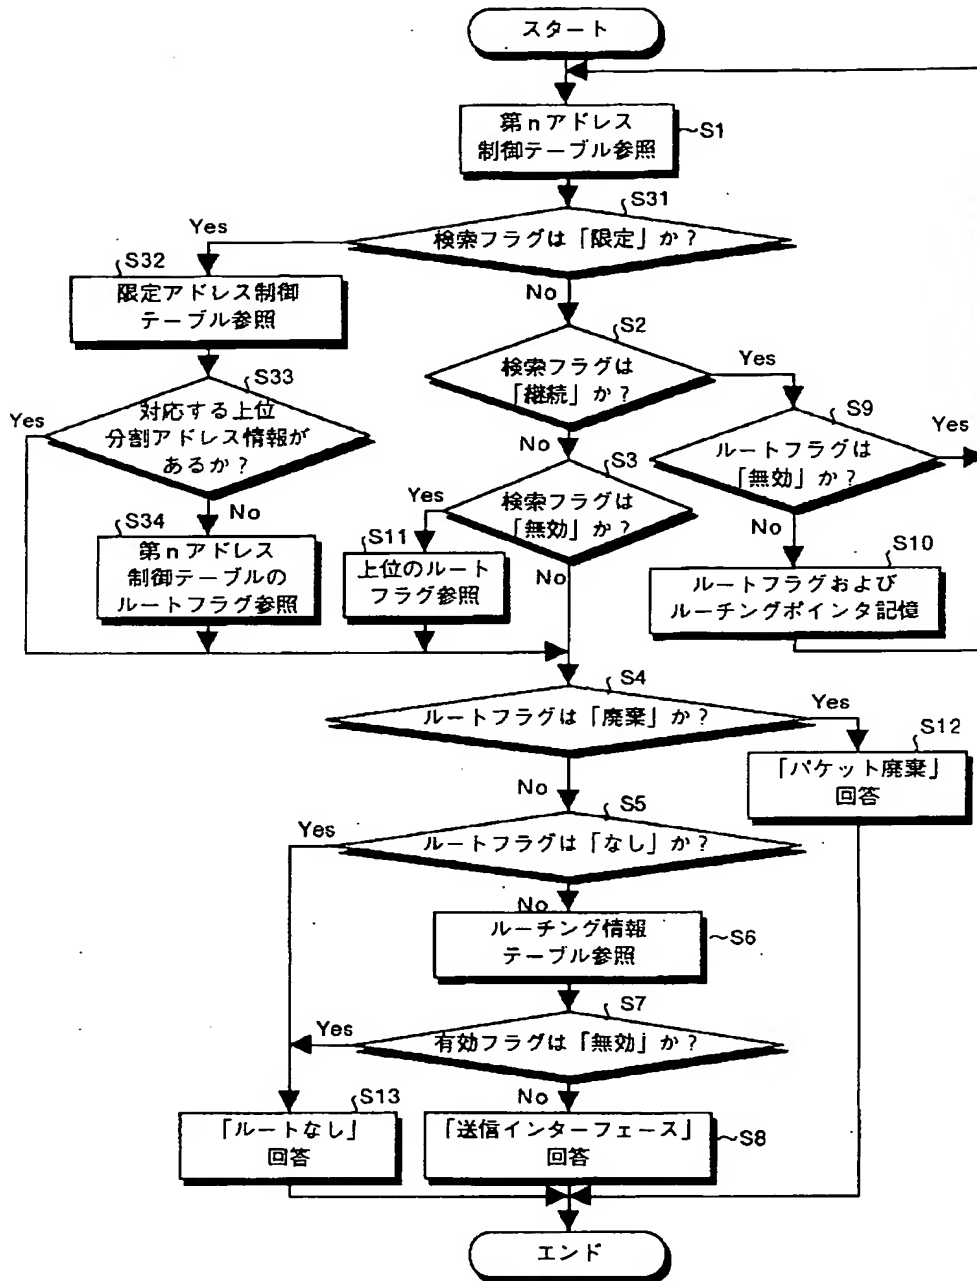 スタート
第nアドレス
制御テーブル参照
S1
S31
検索フラグは「限定」か?
Yes
No
S32
限定アドレス制御
テーブル参照
S33
対応する上位
分割アドレス情報が
あるか?
Yes
No
S34
第nアドレス
制御テーブルの
ルートフラグ参照
S2
検索フラグは
「継続」か?
Yes
No
S3
検索フラグは
「無効」か?
Yes
No
S11
上位のルート
フラグ参照
S9
ルートフラグは
「無効」か?
Yes
No
S10
ルートフラグおよび
ルーチングポインタ記憶
S4
ルートフラグは「廃棄」か?
Yes
No
S12
「パケット廃棄」
回答
S5
ルートフラグは「なし」か?
Yes
No
ルーチング情報
テーブル参照
S6
S7
有効フラグは「無効」か?
Yes
No
S13
「ルートなし」
回答
「送信インターフェース」
回答
S8
エンド